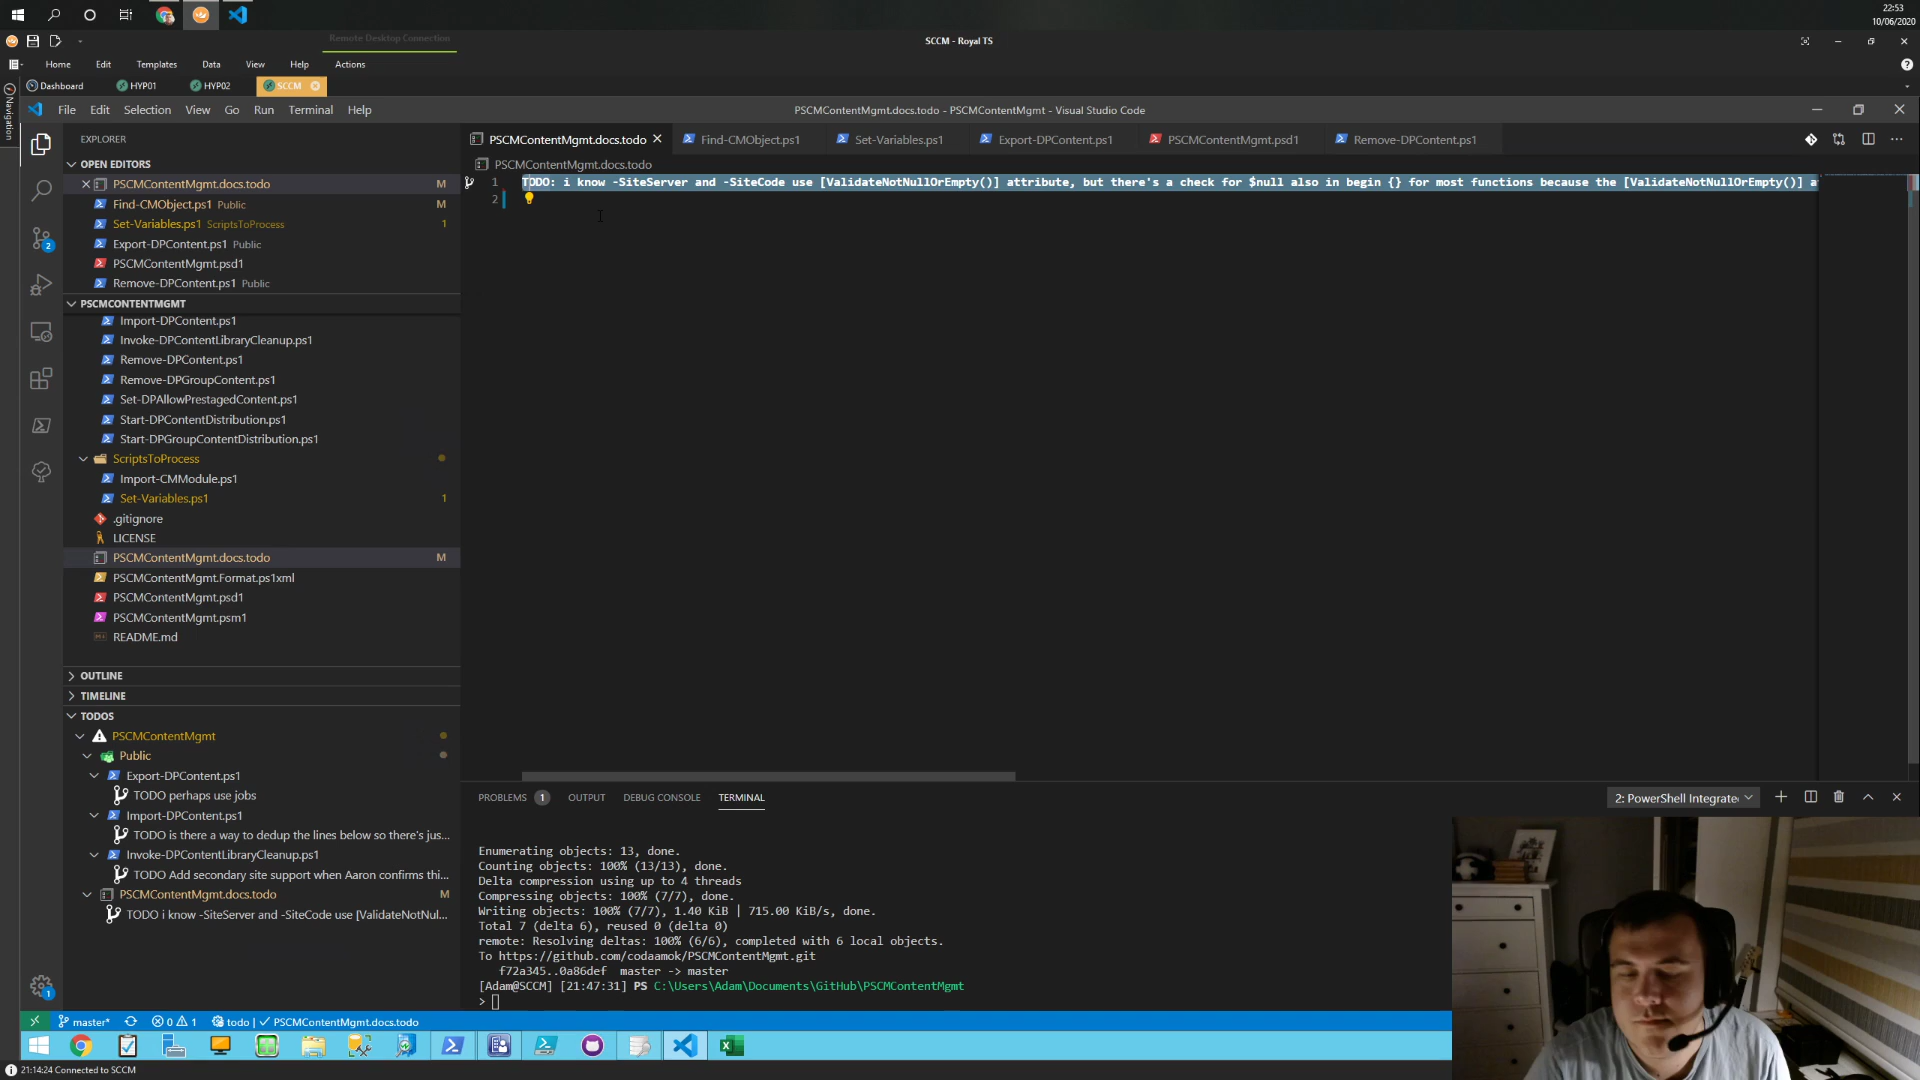 22:53
10/06/2020
Remote Desktop Connection
SCCM - Royal TS
Home Edit Templates Data View Help Actions
Dashboard HYP01 HYP02 SCCM
Navigation
File Edit Selection View Go Run Terminal Help
PSCMContentMgmt.docs.todo - PSCMContentMgmt - Visual Studio Code
EXPLORER
PSCMContentMgmt.docs.todo Find-CMObject.ps1 Set-Variables.ps1 Export-DPContent.ps1 PSCMContentMgmt.psd1 Remove-DPContent.ps1
OPEN EDITORS
PSCMContentMgmt.docs.todo M
Find-CMObject.ps1 Public M
Set-Variables.ps1 ScriptsToProcess 1
Export-DPContent.ps1 Public
PSCMContentMgmt.psd1
Remove-DPContent.ps1 Public
PSCMContentMgmt.docs.todo
1 TODO: i know -SiteServer and -SiteCode use [ValidateNotNullOrEmpty()] attribute, but there's a check for $null also in begin {} for most functions because the [ValidateNotNullOrEmpty()] a
2
PSCMCONTENTMGMT
Import-DPContent.ps1
Invoke-DPContentLibraryCleanup.ps1
Remove-DPContent.ps1
Remove-DPGroupContent.ps1
Set-DPAllowPrestagedContent.ps1
Start-DPContentDistribution.ps1
Start-DPGroupContentDistribution.ps1
ScriptsToProcess
Import-CMModule.ps1
Set-Variables.ps1 1
.gitignore
LICENSE
PSCMContentMgmt.docs.todo M
PSCMContentMgmt.Format.ps1xml
PSCMContentMgmt.psd1
PSCMContentMgmt.psm1
README.md
OUTLINE
TIMELINE
TODOS
PSCMContentMgmt
Public
Export-DPContent.ps1
TODO perhaps use jobs
Import-DPContent.ps1
TODO is there a way to dedup the lines below so there's jus...
Invoke-DPContentLibraryCleanup.ps1
TODO Add secondary site support when Aaron confirms thi...
PSCMContentMgmt.docs.todo M
TODO i know -SiteServer and -SiteCode use [ValidateNotNul...
2
1
PROBLEMS 1 OUTPUT DEBUG CONSOLE TERMINAL
2: PowerShell Integrate
Enumerating objects: 13, done.
Counting objects: 100% (13/13), done.
Delta compression using up to 4 threads
Compressing objects: 100% (7/7), done.
Writing objects: 100% (7/7), 1.40 KiB | 715.00 KiB/s, done.
Total 7 (delta 6), reused 0 (delta 0)
remote: Resolving deltas: 100% (6/6), completed with 6 local objects.
To https://github.com/codaamok/PSCMContentMgmt.git
f72a345..0a86def master -> master
[Adam@SCCM] [21:47:31] PS C:\Users\Adam\Documents\GitHub\PSCMContentMgmt
>
master* 0 1 todo | PSCMContentMgmt.docs.todo
21:14:24 Connected to SCCM